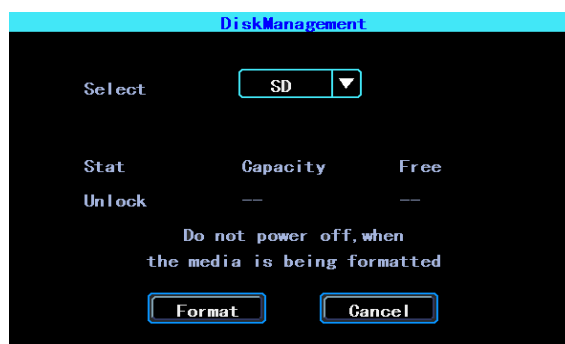 DiskManagement
Select SD
Stat Capacity Free
Unlock -- --
Do not power off,when
the media is being formatted
Format Cancel